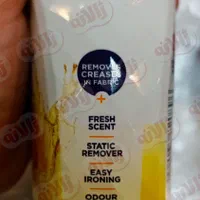 REMOVES
CREASES
IN FABRIC
+
FRESH
SCENT
STATIC
REMOVER
EASY
IRONING
ODOUR